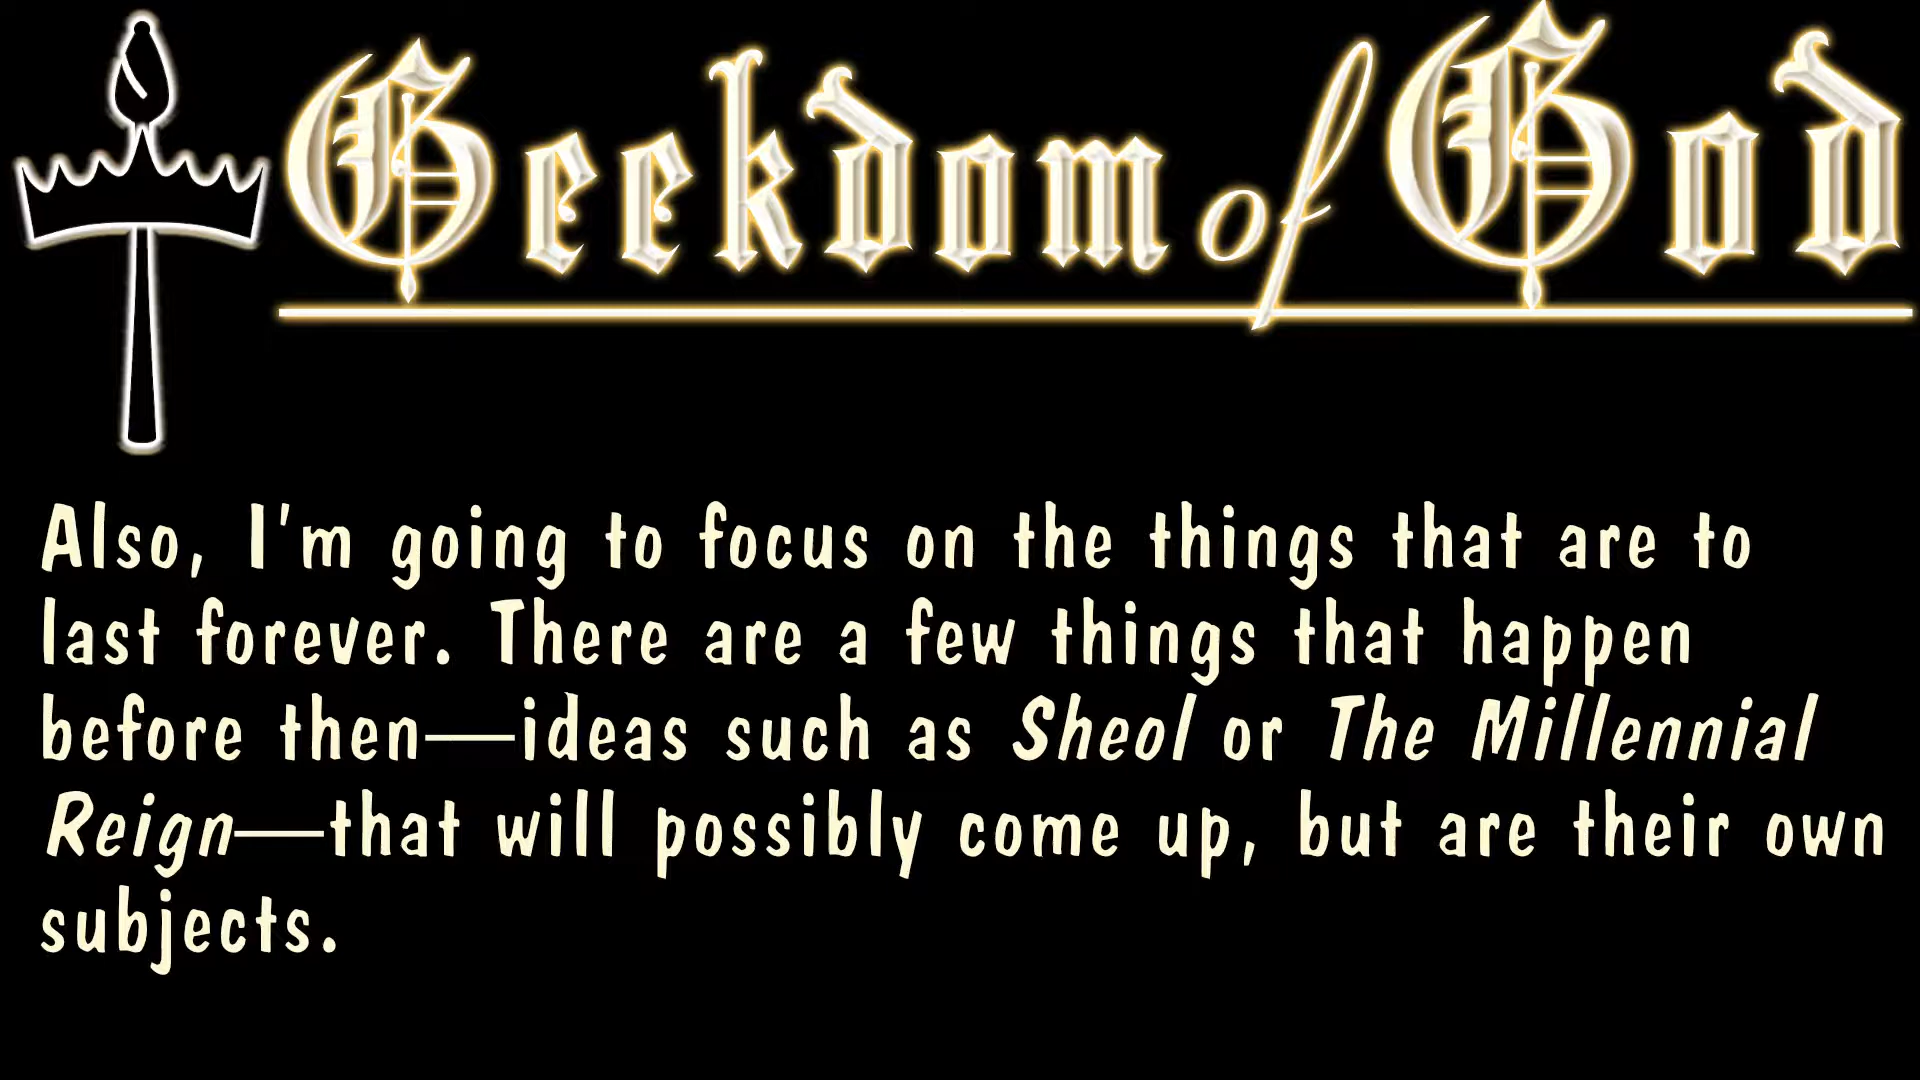 Geekdom of God
Also, I'm going to focus on the things that are to
last forever. There are a few things that happen
before then—ideas such as Sheol or The Millennial
Reign—that will possibly come up, but are their own
subjects.